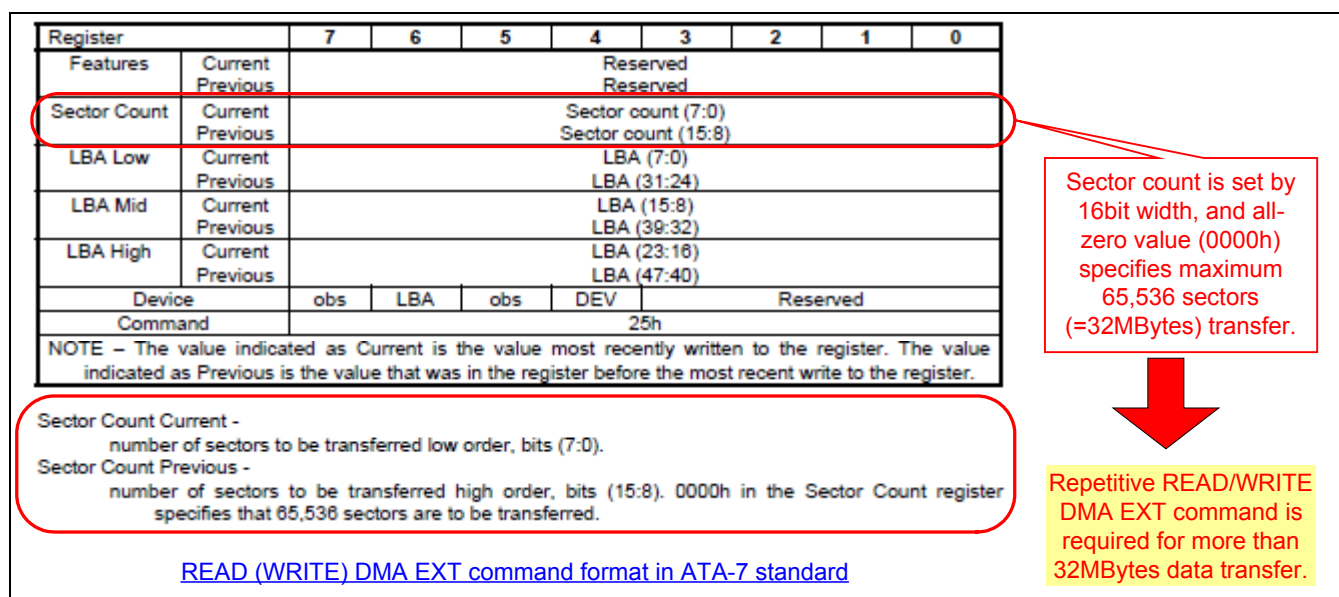 Register 7 6 5 4 3 2 1 0
Features Current Reserved
Previous Reserved
Sector Count Current Sector count (7:0)
Previous Sector count (15:8)
LBA Low Current LBA (7:0)
Previous LBA (31:24)
LBA Mid Current LBA (15:8)
Previous LBA (39:32)
LBA High Current LBA (23:16)
Previous LBA (47:40)
Device obs LBA obs DEV Reserved
Command 25h
NOTE – The value indicated as Current is the value most recently written to the register. The value
indicated as Previous is the value that was in the register before the most recent write to the register.
Sector Count Current -
number of sectors to be transferred low order, bits (7:0).
Sector Count Previous -
number of sectors to be transferred high order, bits (15:8). 0000h in the Sector Count register
specifies that 65,536 sectors are to be transferred.
READ (WRITE) DMA EXT command format in ATA-7 standard
Sector count is set by
16bit width, and all-
zero value (0000h)
specifies maximum
65,536 sectors
(=32MBytes) transfer.
Repetitive READ/WRITE
DMA EXT command is
required for more than
32MBytes data transfer.